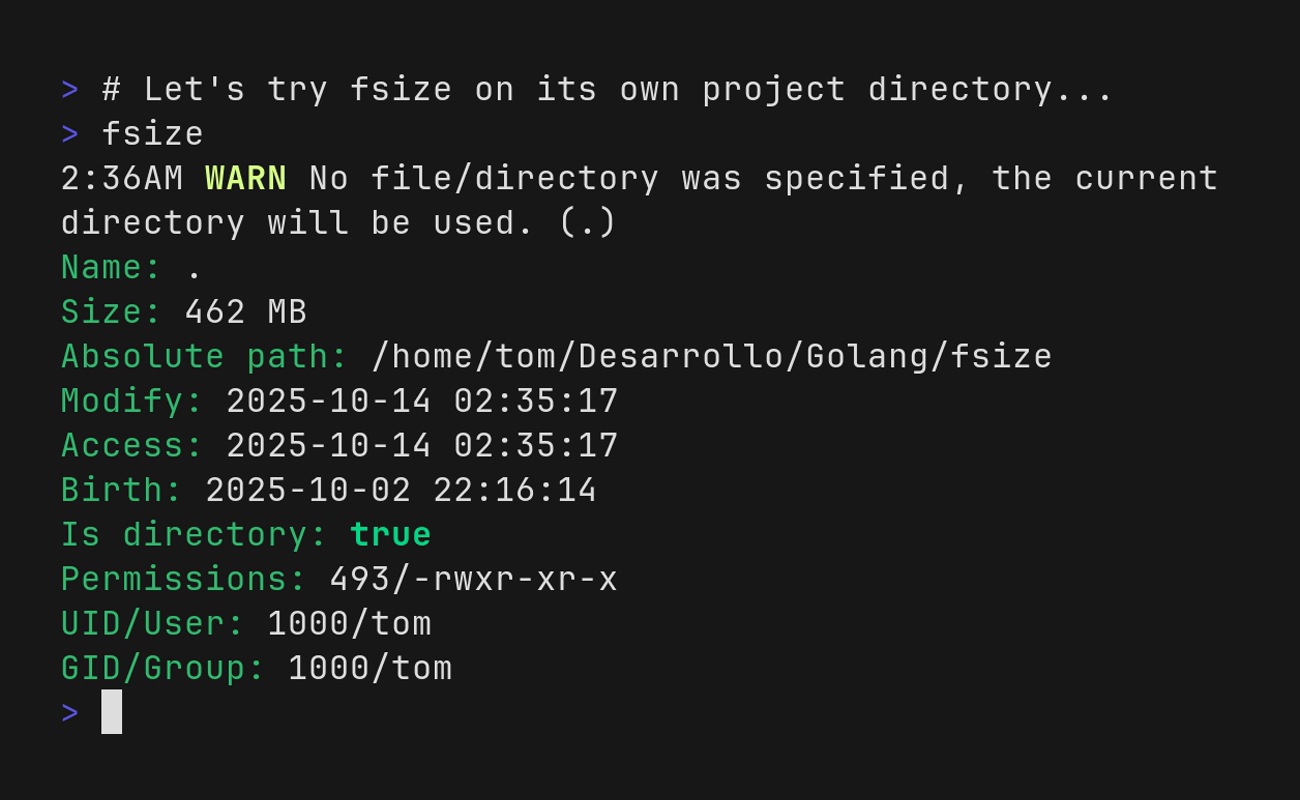 > # Let's try fsize on its own project directory...
> fsize
2:36AM WARN No file/directory was specified, the current
directory will be used. (.)
Name: .
Size: 462 MB
Absolute path: /home/tom/Desarrollo/Golang/fsize
Modify: 2025-10-14 02:35:17
Access: 2025-10-14 02:35:17
Birth: 2025-10-02 22:16:14
Is directory: true
Permissions: 493/-rwxr-xr-x
UID/User: 1000/tom
GID/Group: 1000/tom
>